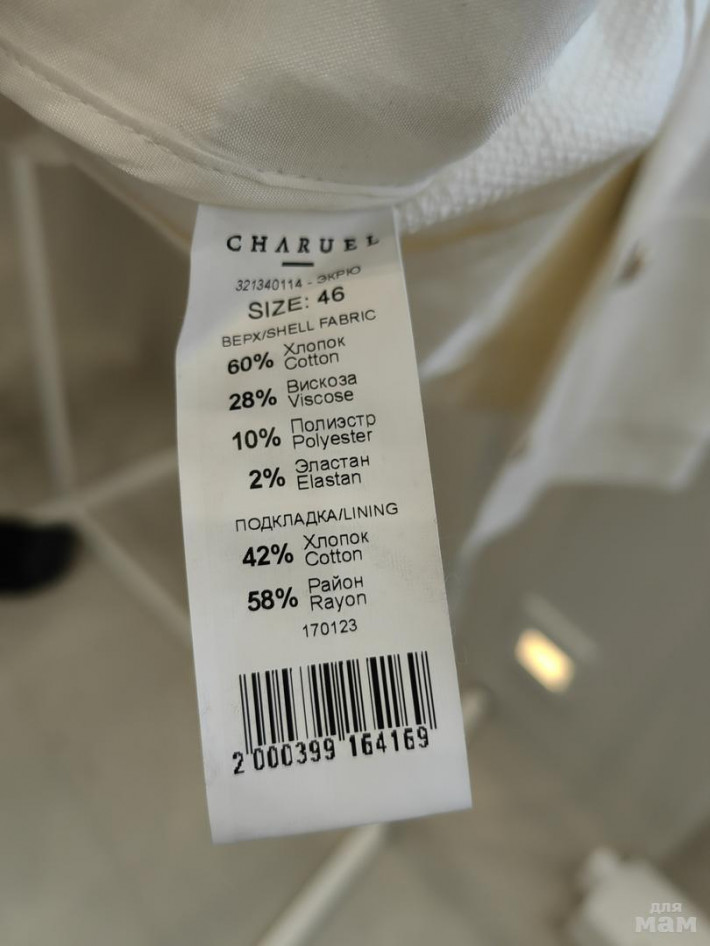 CHARUEL
321340114 - ЭКРЮ
SIZE: 46
ВЕРХ/SHELL FABRIC
60% Хлопок
Cotton
28% Вискоза
Viscose
10% Полиэстр
Polyester
2% Эластан
Elastan
ПОДКЛАДКА/LINING
42% Хлопок
Cotton
58% Район
Rayon
170123
2 000399 164169
для
мам